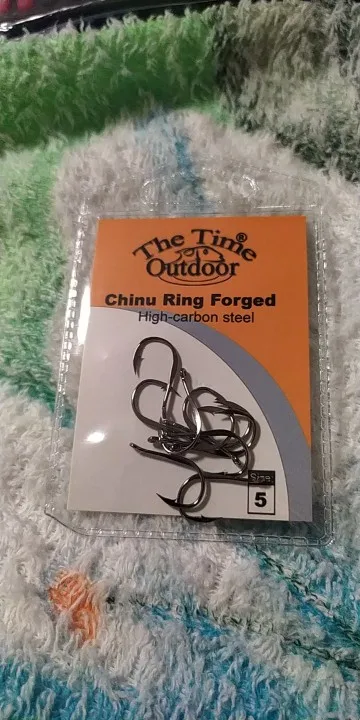 The Time®
Outdoor
Chinu Ring Forged
High-carbon steel
Size
5